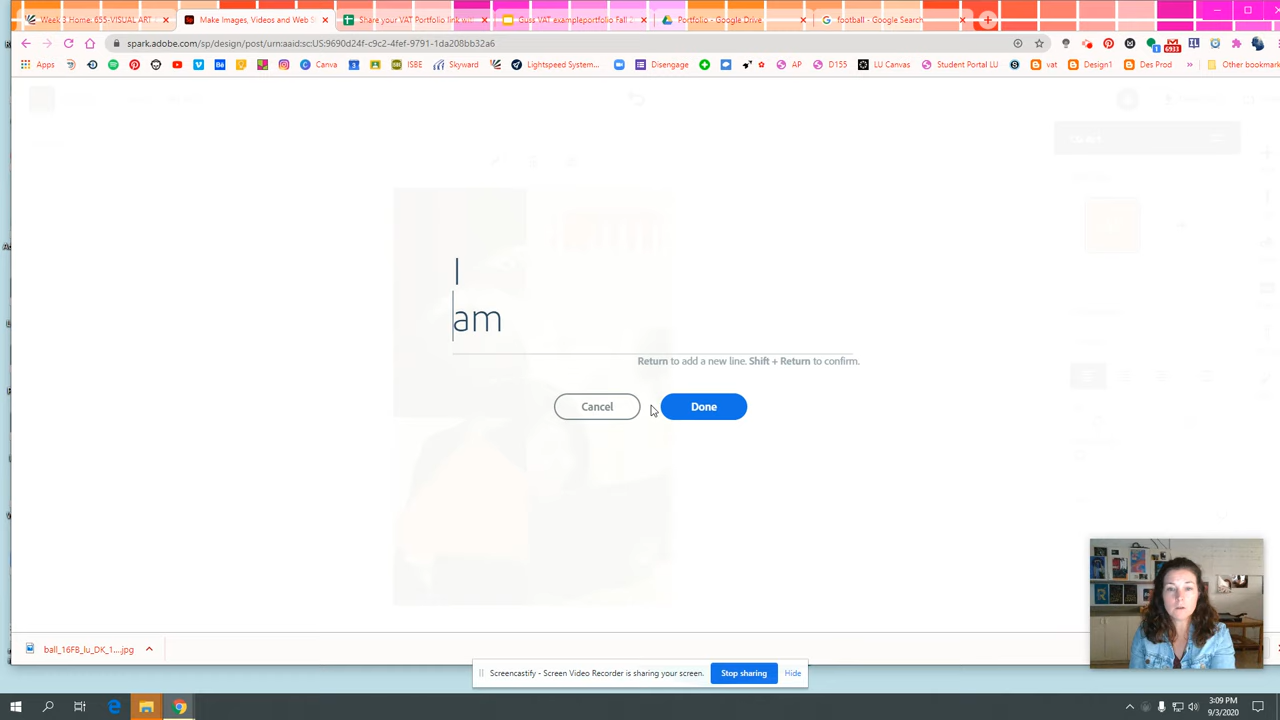 Week 3 Home: 655-VISUAL ART
Make Images, Videos and Web S
Share your VAT Portfolio link wit
Guss VAT exampleportfolio Fall 2
Portfolio - Google Drive
football - Google Search
spark.adobe.com/sp/design/post/urn:aaid:sc:US:9690d24f-c9c2-4fef-9791-1da208bb32a6
6933
Apps
Canva
ISBE
Skyward
Lightspeed System...
Disengage
AP
D155
LU Canvas
Student Portal LU
vat
Design1
Des Prod
Other bookmark
I
am
Return to add a new line. Shift + Return to confirm.
Cancel
Done
ball_16FB_lu_DK_1....jpg
Screencastify - Screen Video Recorder is sharing your screen.
Stop sharing
Hide
3:09 PM
9/3/2020